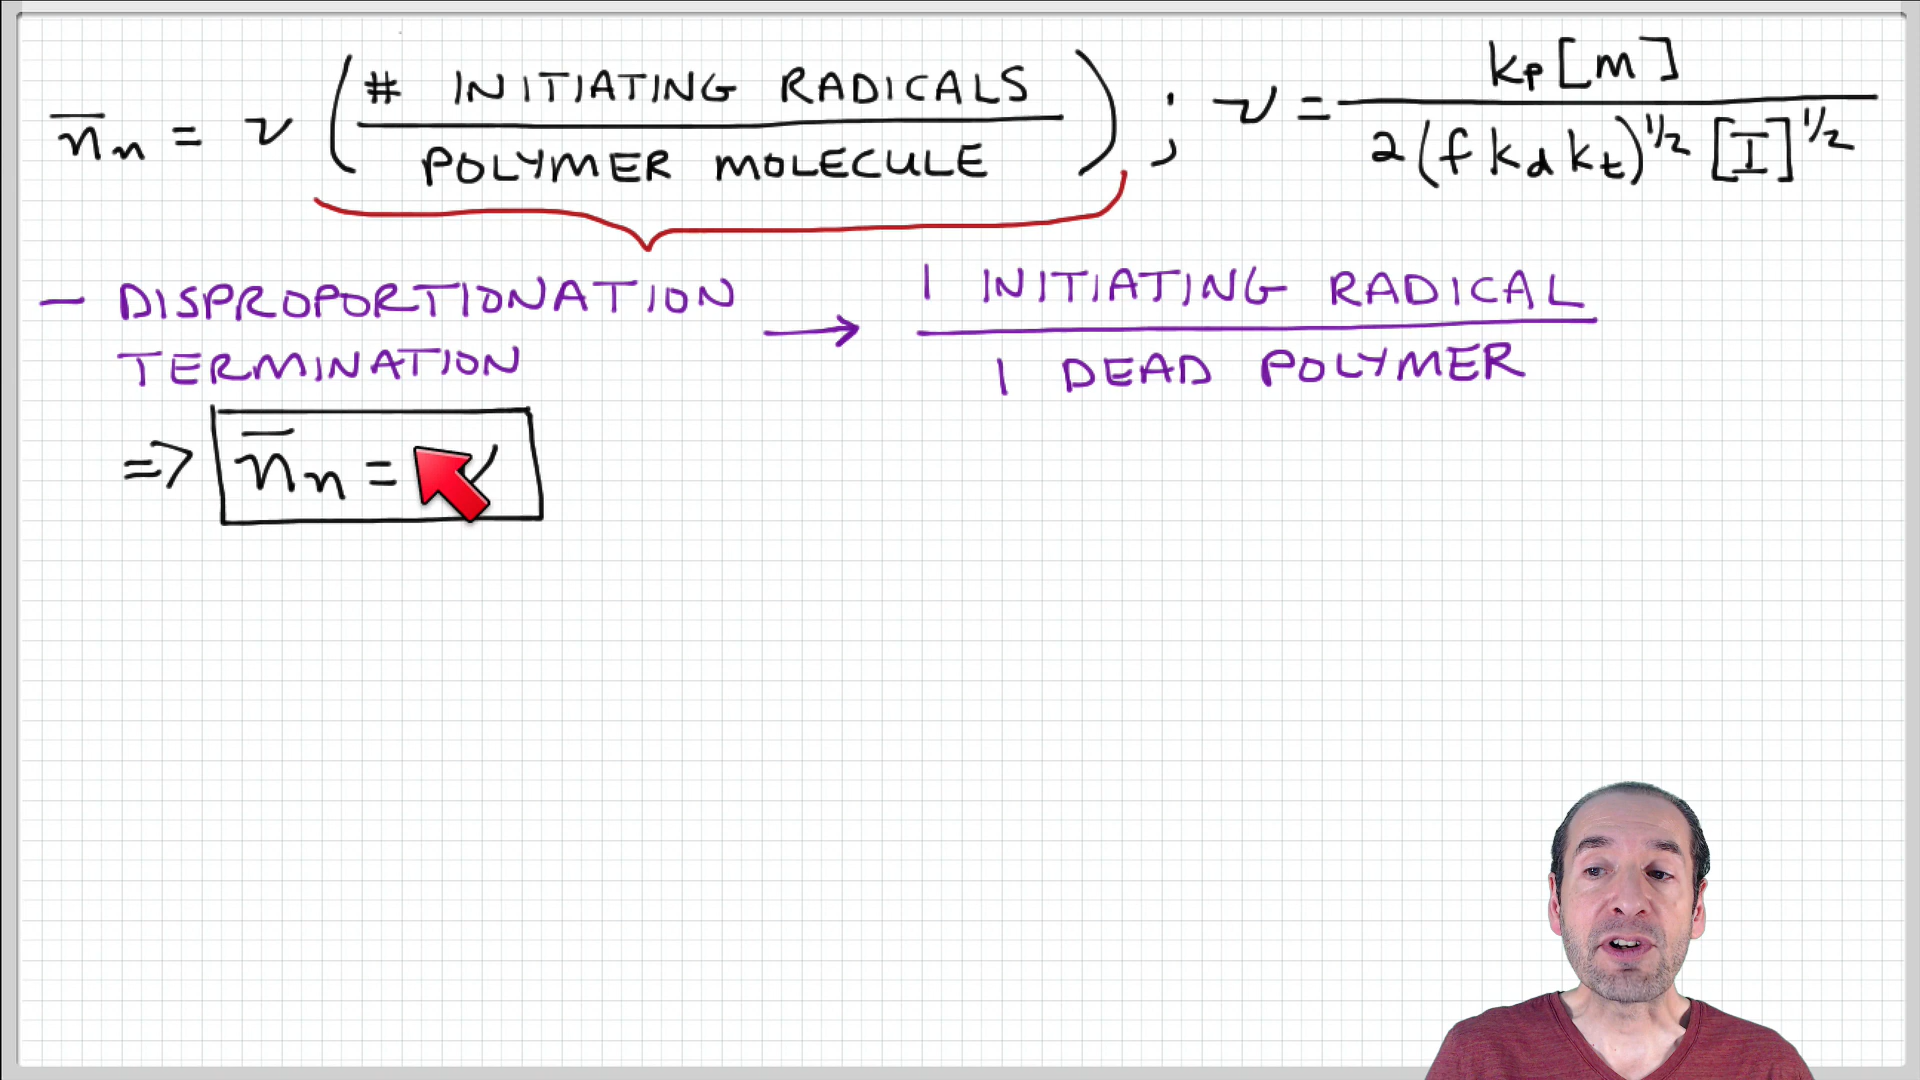 n̅n = ν (# INITIATING RADICALS / POLYMER MOLECULE) ; ν = kp[m] / 2(f kd kt)^1/2 [I]^1/2
– DISPROPORTIONATION TERMINATION → 1 INITIATING RADICAL / 1 DEAD POLYMER
⇒ n̅n = ν